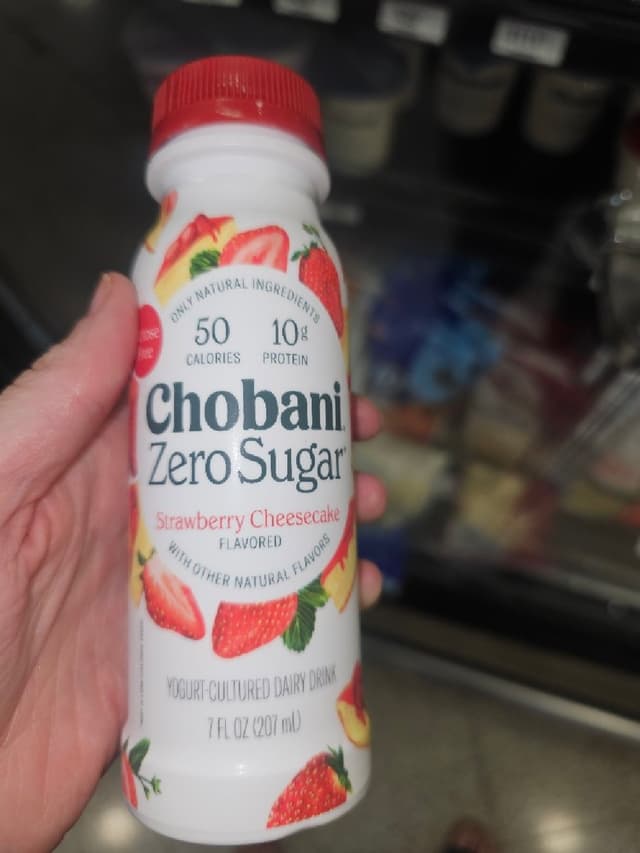 ONLY NATURAL INGREDIENTS
50 10g
CALORIES PROTEIN
Chobani
Zero Sugar
Strawberry Cheesecake
FLAVORED
WITH OTHER NATURAL FLAVORS
YOGURT-CULTURED DAIRY DRINK
7 FL OZ (207 mL)